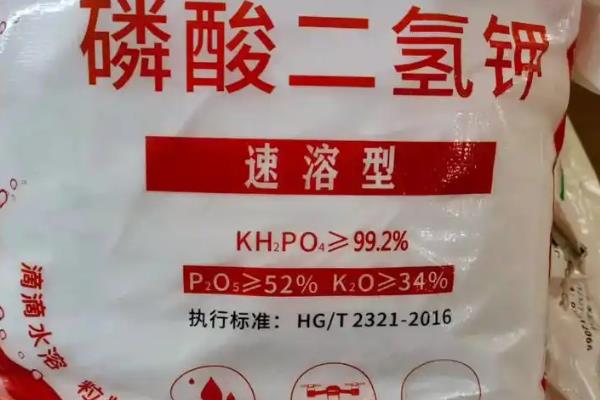 磷酸二氢钾
速溶型
KH₂PO₄≥99.2%
P₂O₅≥52% K₂O≥34%
执行标准：HG/T 2321-2016
滴滴水溶 粒